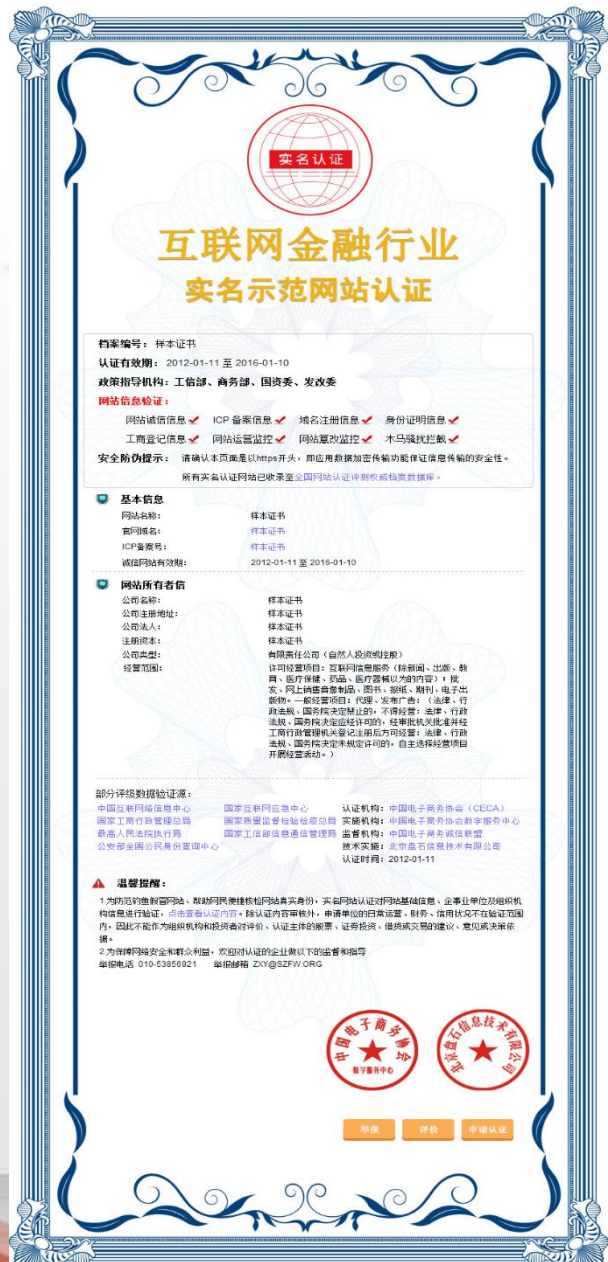 实名认证
互联网金融行业
实名示范网站认证
档案编号：样本证书
认证有效期：2012-01-11 至 2016-01-10
政策指导机构：工信部、商务部、国资委、发改委
网站信息验证：
网站诚信信息 ICP 备案信息 域名注册信息 身份证明信息
工商登记信息 网站运营监控 网站篡改监控 木马骚扰拦截
安全防伪提示： 请确认本页面是以https开头，即应用数据加密传输功能保证信息传输的安全性。
所有实名认证网站已收录至全国网站认证评测权威档案数据库。
基本信息
网站名称： 样本证书
官网域名： 样本证书
ICP备案号： 样本证书
诚信网站有效期： 2012-01-11 至 2016-01-10
网站所有者信
公司名称： 样本证书
公司注册地址： 样本证书
公司法人： 样本证书
注册资本： 样本证书
公司类型： 有限责任公司（自然人投资或控股）
经营范围： 许可经营项目：互联网信息服务（除新闻、出版、教
育、医疗保健、药品、医疗器械以为的内容）；批
发、网上销售音像制品、图书、报纸、期刊、电子出
版物。一般经营项目：代理、发布广告；（法律、行
政法规、国务院决定禁止的，不得经营；法律、行政
法规、国务院决定应经许可的，经审批机关批准并经
工商行政管理机关登记注册后方可经营；法律、行政
法规、国务院决定未规定许可的，自主选择经营项目
开展经营活动。）
部分评级数据验证源：
中国互联网络信息中心 国家互联网应急中心 认证机构：中国电子商务协会（CECA）
国家工商行政管理总局 国家质量监督检验检疫总局 实施机构：中国电子商务协会数字服务中心
最高人民法院执行局 国家工信部信息通信管理局 监督机构：中国电子商务诚信联盟
公安部全国公民身份查询中心 技术实施：北京盘石信息技术有限公司
认证时间：2012-01-11
温馨提醒：
1.为防范钓鱼假冒网站、帮助网民便捷核检网站真实身份，实名网站认证对网站基础信息、企事业单位及组织机
构信息进行验证，点击查看认证内容。除认证内容审核外，申请单位的日常运营、财务、信用状况不在验证范围
内，因此不能作为组织机构和投资者对评价、认证主体的股票、证券投资、借贷或交易的建议、意见或决策依
据。
2.为保障网络安全和群众利益，欢迎对认证的企业做以下的监督和指导
举报电话 010-53856921 举报邮箱 ZXY@SZFW.ORG
中国电子商务协会
数字服务中心
北京盘石信息技术有限公司
举报 评价 申请认证